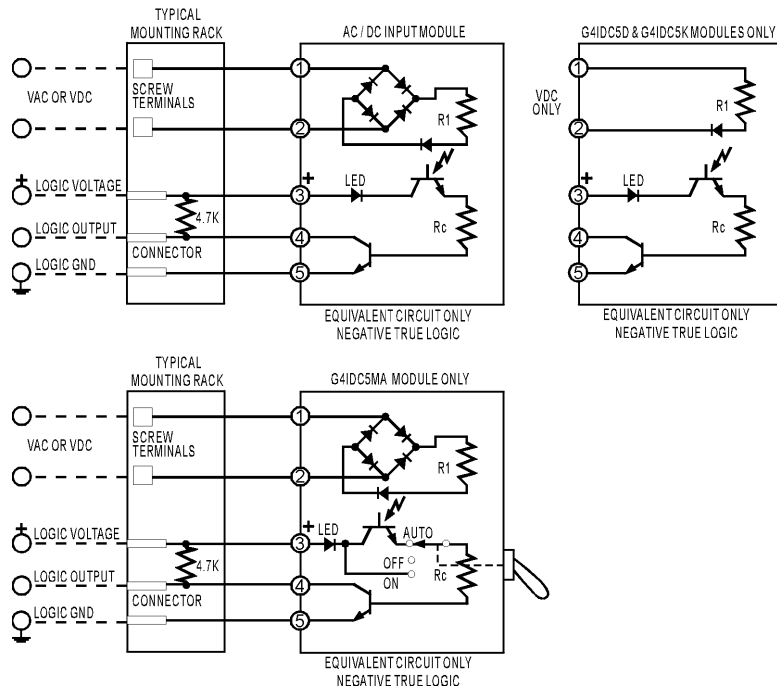 TYPICAL
MOUNTING RACK
AC / DC INPUT MODULE
G4IDC5D & G4IDC5K MODULES ONLY
VAC OR VDC
SCREW
TERMINALS
1
2
R1
+
LOGIC VOLTAGE
LOGIC OUTPUT
LOGIC GND
4.7K
CONNECTOR
+
3
4
5
LED
Rc
EQUIVALENT CIRCUIT ONLY
NEGATIVE TRUE LOGIC
1
VDC
ONLY
2
R1
+
3
4
5
LED
Rc
EQUIVALENT CIRCUIT ONLY
NEGATIVE TRUE LOGIC
TYPICAL
MOUNTING RACK
G4IDC5MA MODULE ONLY
VAC OR VDC
SCREW
TERMINALS
1
2
R1
+
LOGIC VOLTAGE
LOGIC OUTPUT
LOGIC GND
4.7K
CONNECTOR
+
3
4
5
LED
AUTO
OFF
ON
Rc
EQUIVALENT CIRCUIT ONLY
NEGATIVE TRUE LOGIC